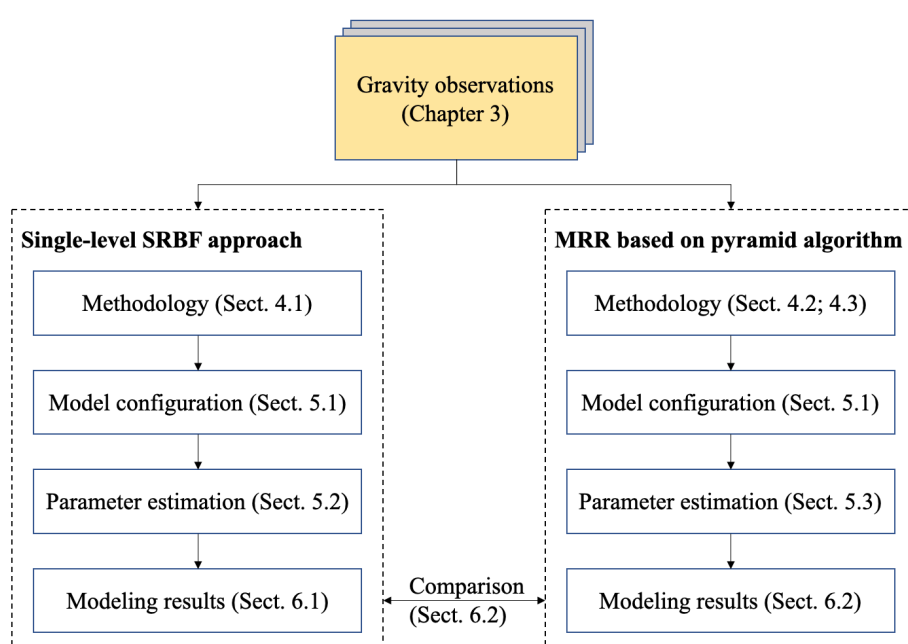 Gravity observations
(Chapter 3)
Single-level SRBF approach
Methodology (Sect. 4.1)
Model configuration (Sect. 5.1)
Parameter estimation (Sect. 5.2)
Modeling results (Sect. 6.1)
Comparison
(Sect. 6.2)
MRR based on pyramid algorithm
Methodology (Sect. 4.2; 4.3)
Model configuration (Sect. 5.1)
Parameter estimation (Sect. 5.3)
Modeling results (Sect. 6.2)